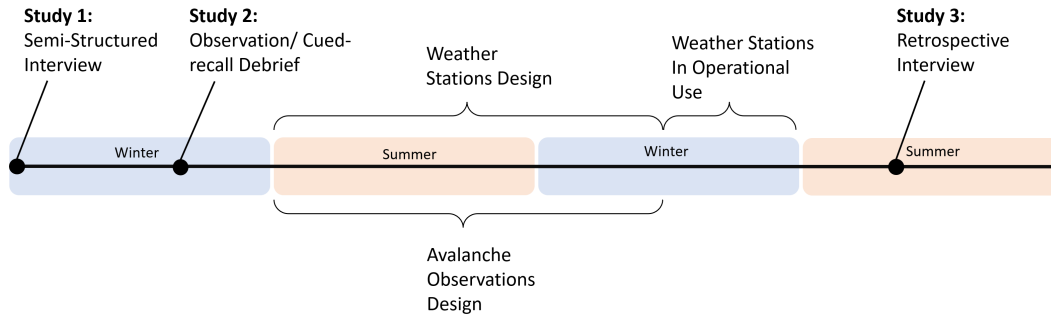 Study 1:
Semi-Structured
Interview
Study 2:
Observation/ Cued-
recall Debrief
Weather
Stations Design
Weather Stations
In Operational
Use
Study 3:
Retrospective
Interview
Winter
Summer
Winter
Summer
Avalanche
Observations
Design